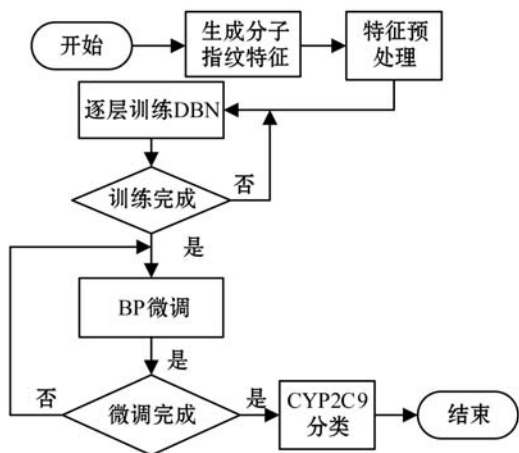 开始
生成分子
指纹特征
特征预
处理
逐层训练DBN
训练完成
否
是
BP微调
是
微调完成
否
是
CYP2C9
分类
结束